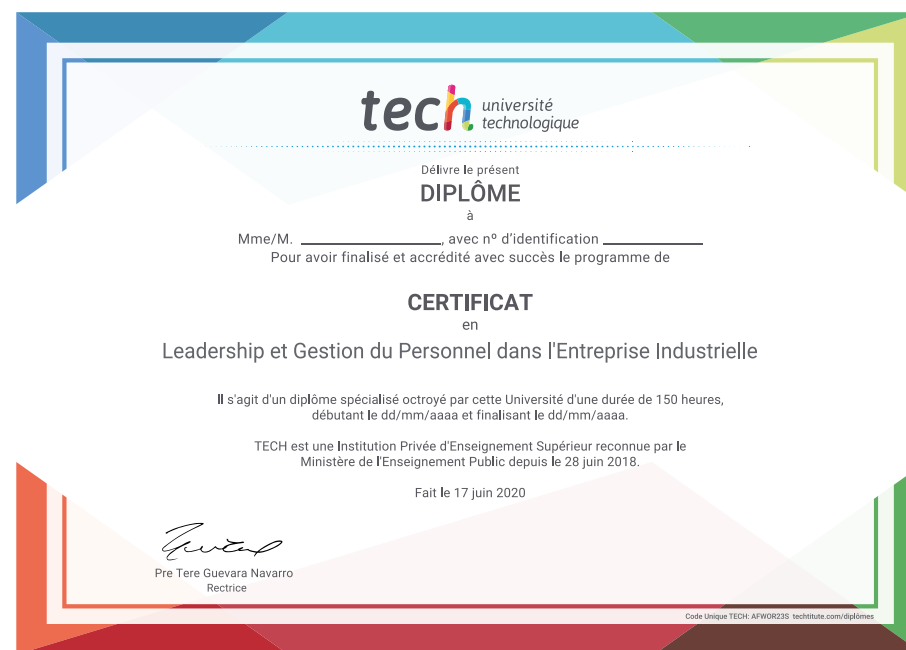 tech université
technologique
Délivre le présent
DIPLÔME
à
Mme/M. ____________________, avec nº d'identification ______________
Pour avoir finalisé et accrédité avec succès le programme de
CERTIFICAT
en
Leadership et Gestion du Personnel dans l'Entreprise Industrielle
Il s'agit d'un diplôme spécialisé octroyé par cette Université d'une durée de 150 heures,
débutant le dd/mm/aaaa et finalisant le dd/mm/aaaa.
TECH est une Institution Privée d'Enseignement Supérieur reconnue par le
Ministère de l'Enseignement Public depuis le 28 juin 2018.
Fait le 17 juin 2020
Pre Tere Guevara Navarro
Rectrice
Code Unique TECH: AFWOR23S techtitute.com/diplômes